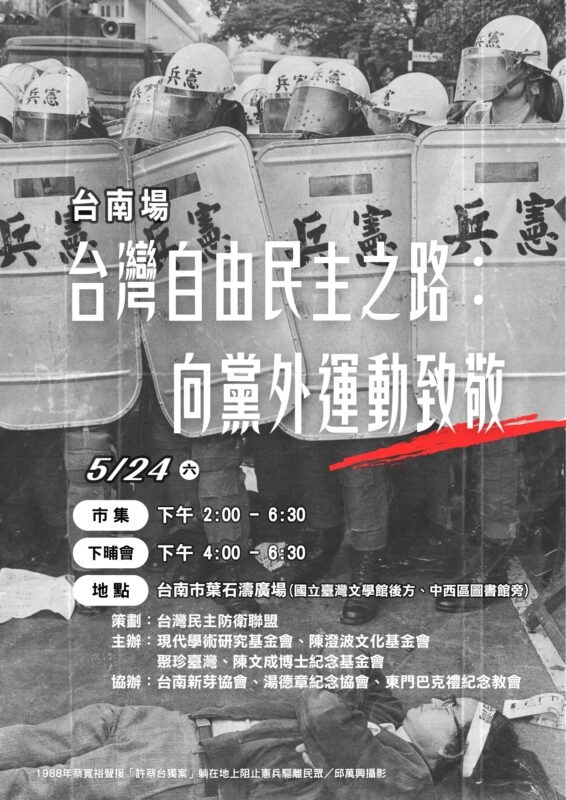 兵憲
兵憲
兵憲
兵憲
兵憲
兵憲
兵憲
兵憲
兵憲
台南場
台灣自由民主之路：
向黨外運動致敬
5/24 六
市集 下午 2:00 - 6:30
下晡會 下午 4:00 - 6:30
地點 台南市葉石濤廣場(國立臺灣文學館後方、中西區圖書館旁)
策劃：台灣民主防衛聯盟
主辦：現代學術研究基金會、陳澄波文化基金會
聚珍臺灣、陳文成博士紀念基金會
協辦：台南新芽協會、湯德章紀念協會、東門巴克禮紀念教會
1988年蔡寬裕聲援「許蔡台獨案」躺在地上阻止憲兵驅離民眾／邱萬興攝影